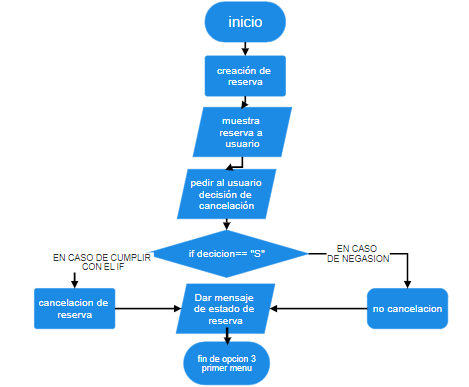 inicio
creación de
reserva
muestra
reserva a
usuario
pedir al usuario
decisión de
cancelación
if decicion== "S"
EN CASO DE CUMPLIR
CON EL IF
EN CASO
DE NEGASION
cancelacion de
reserva
Dar mensaje
de estado de
reserva
no cancelacion
fin de opcion 3
primer menu